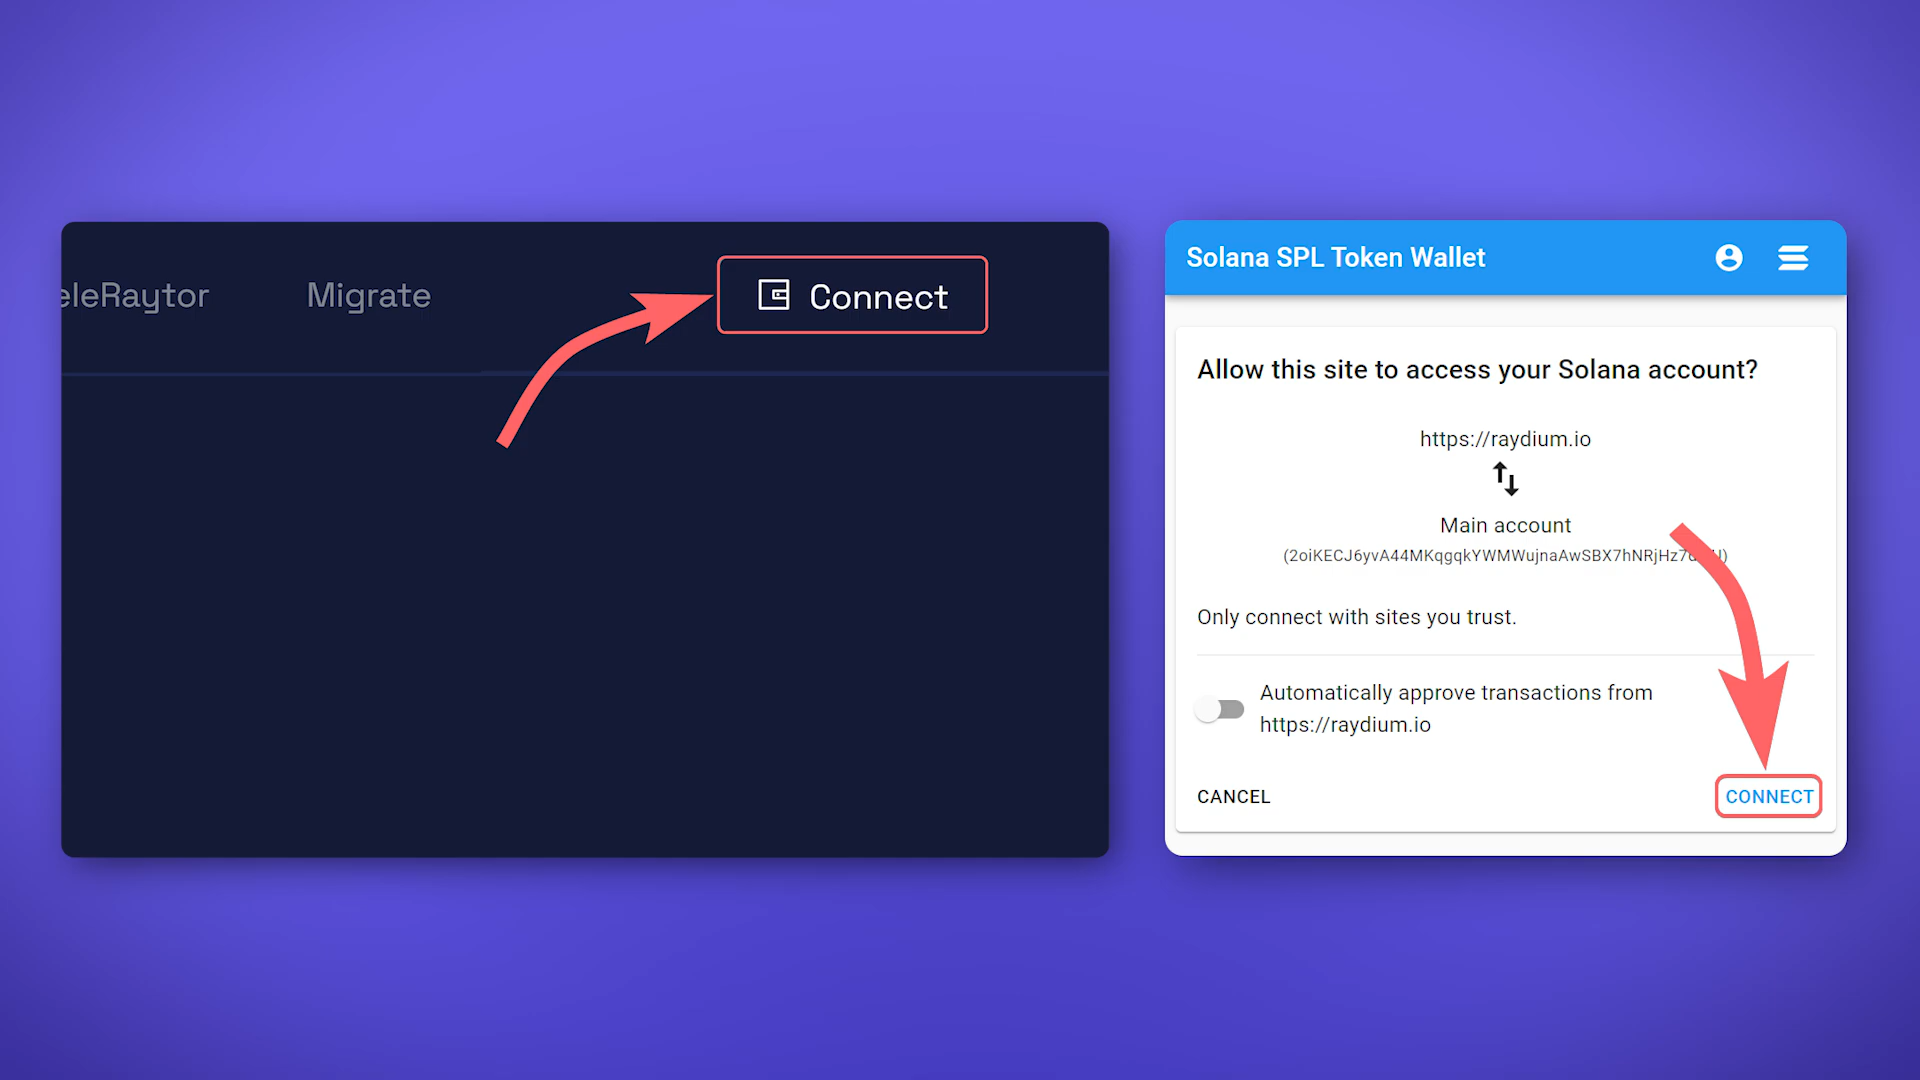 eleRaytor
Migrate
Connect
Solana SPL Token Wallet
Allow this site to access your Solana account?
https://raydium.io
Main account
Only connect with sites you trust.
Automatically approve transactions from
https://raydium.io
CANCEL
CONNECT